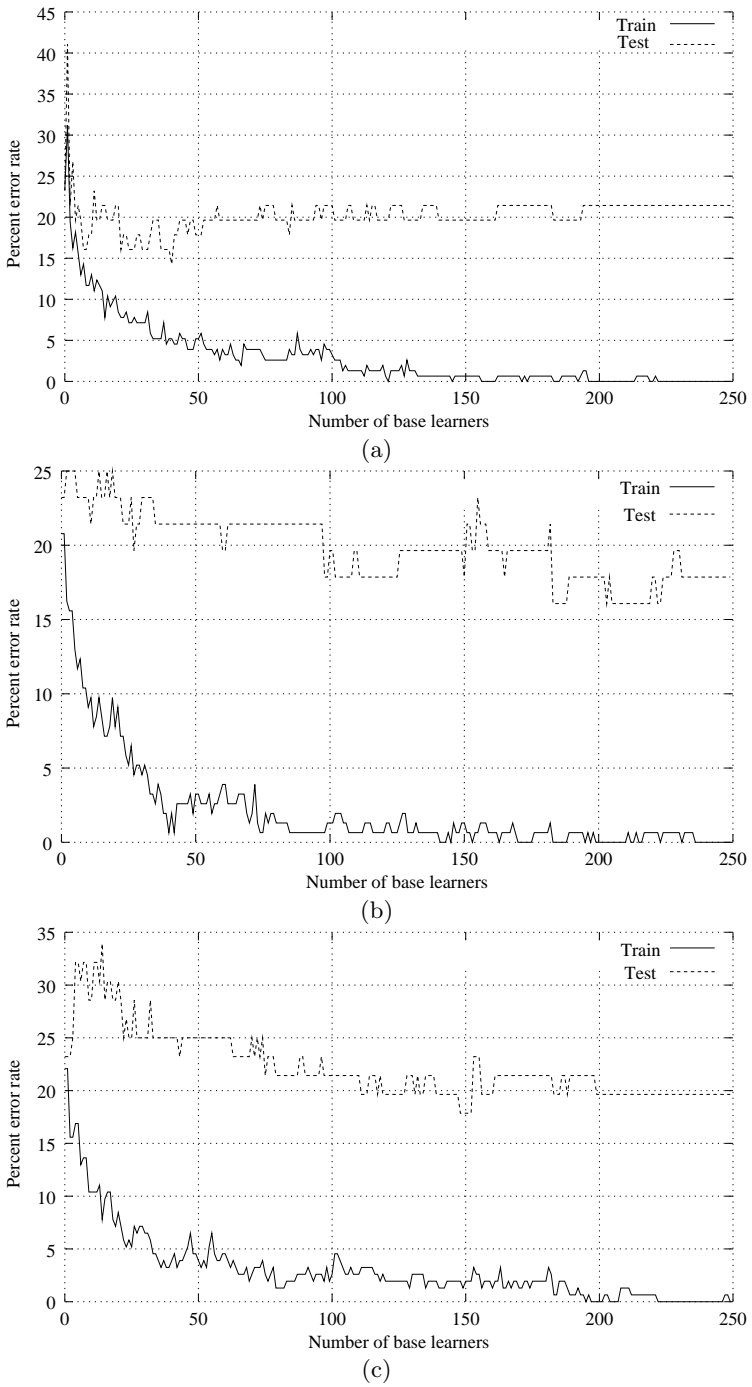 45
40
35
30
25
20
15
10
5
0
Percent error rate
Train
Test
0 50 100 150 200 250
Number of base learners
(a)
25
20
15
10
5
0
Percent error rate
Train
Test
0 50 100 150 200 250
Number of base learners
(b)
35
30
25
20
15
10
5
0
Percent error rate
Train
Test
0 50 100 150 200 250
Number of base learners
(c)